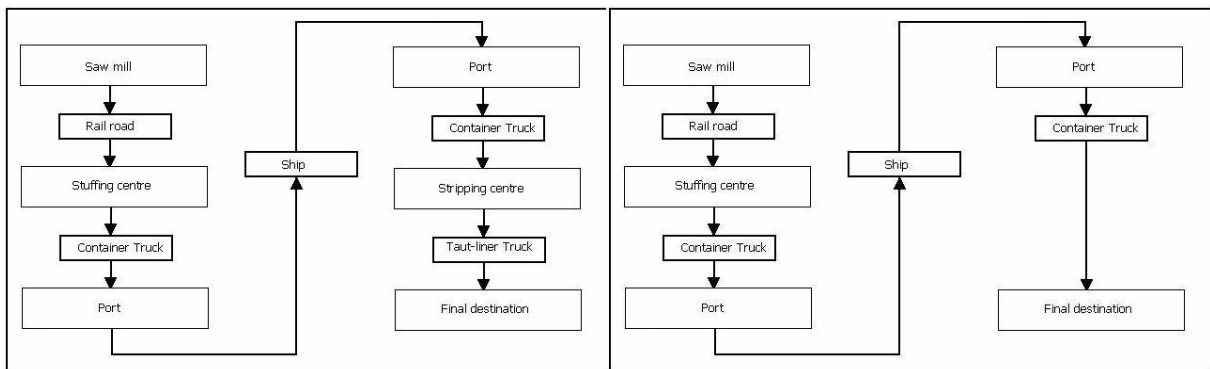 Saw mill
Rail road
Stuffing centre
Container Truck
Port
Ship
Port
Container Truck
Stripping centre
Taut-liner Truck
Final destination
Saw mill
Rail road
Stuffing centre
Container Truck
Port
Ship
Port
Container Truck
Final destination